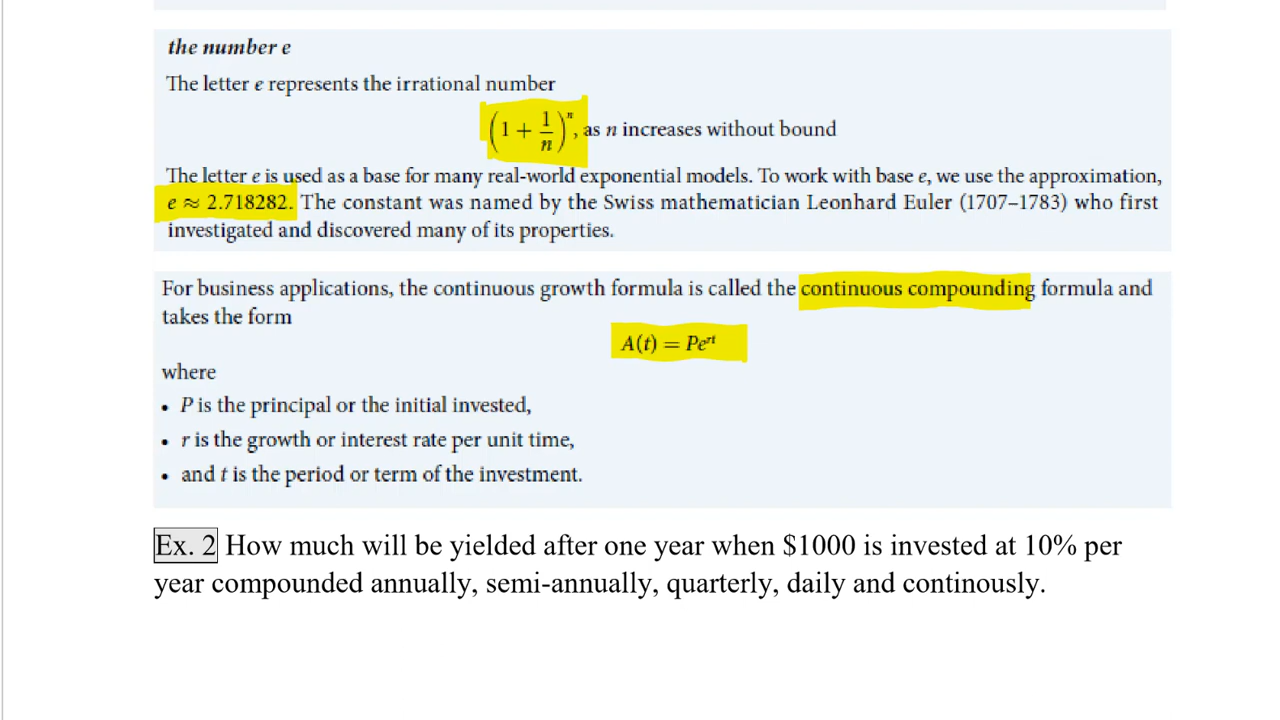 the number e
The letter e represents the irrational number
(1 + 1/n)ⁿ, as n increases without bound
The letter e is used as a base for many real-world exponential models. To work with base e, we use the approximation,
e ≈ 2.718282. The constant was named by the Swiss mathematician Leonhard Euler (1707–1783) who first
investigated and discovered many of its properties.
For business applications, the continuous growth formula is called the continuous compounding formula and
takes the form
A(t) = Peʳᵗ
where
• P is the principal or the initial invested,
• r is the growth or interest rate per unit time,
• and t is the period or term of the investment.
Ex. 2 How much will be yielded after one year when $1000 is invested at 10% per
year compounded annually, semi-annually, quarterly, daily and continously.